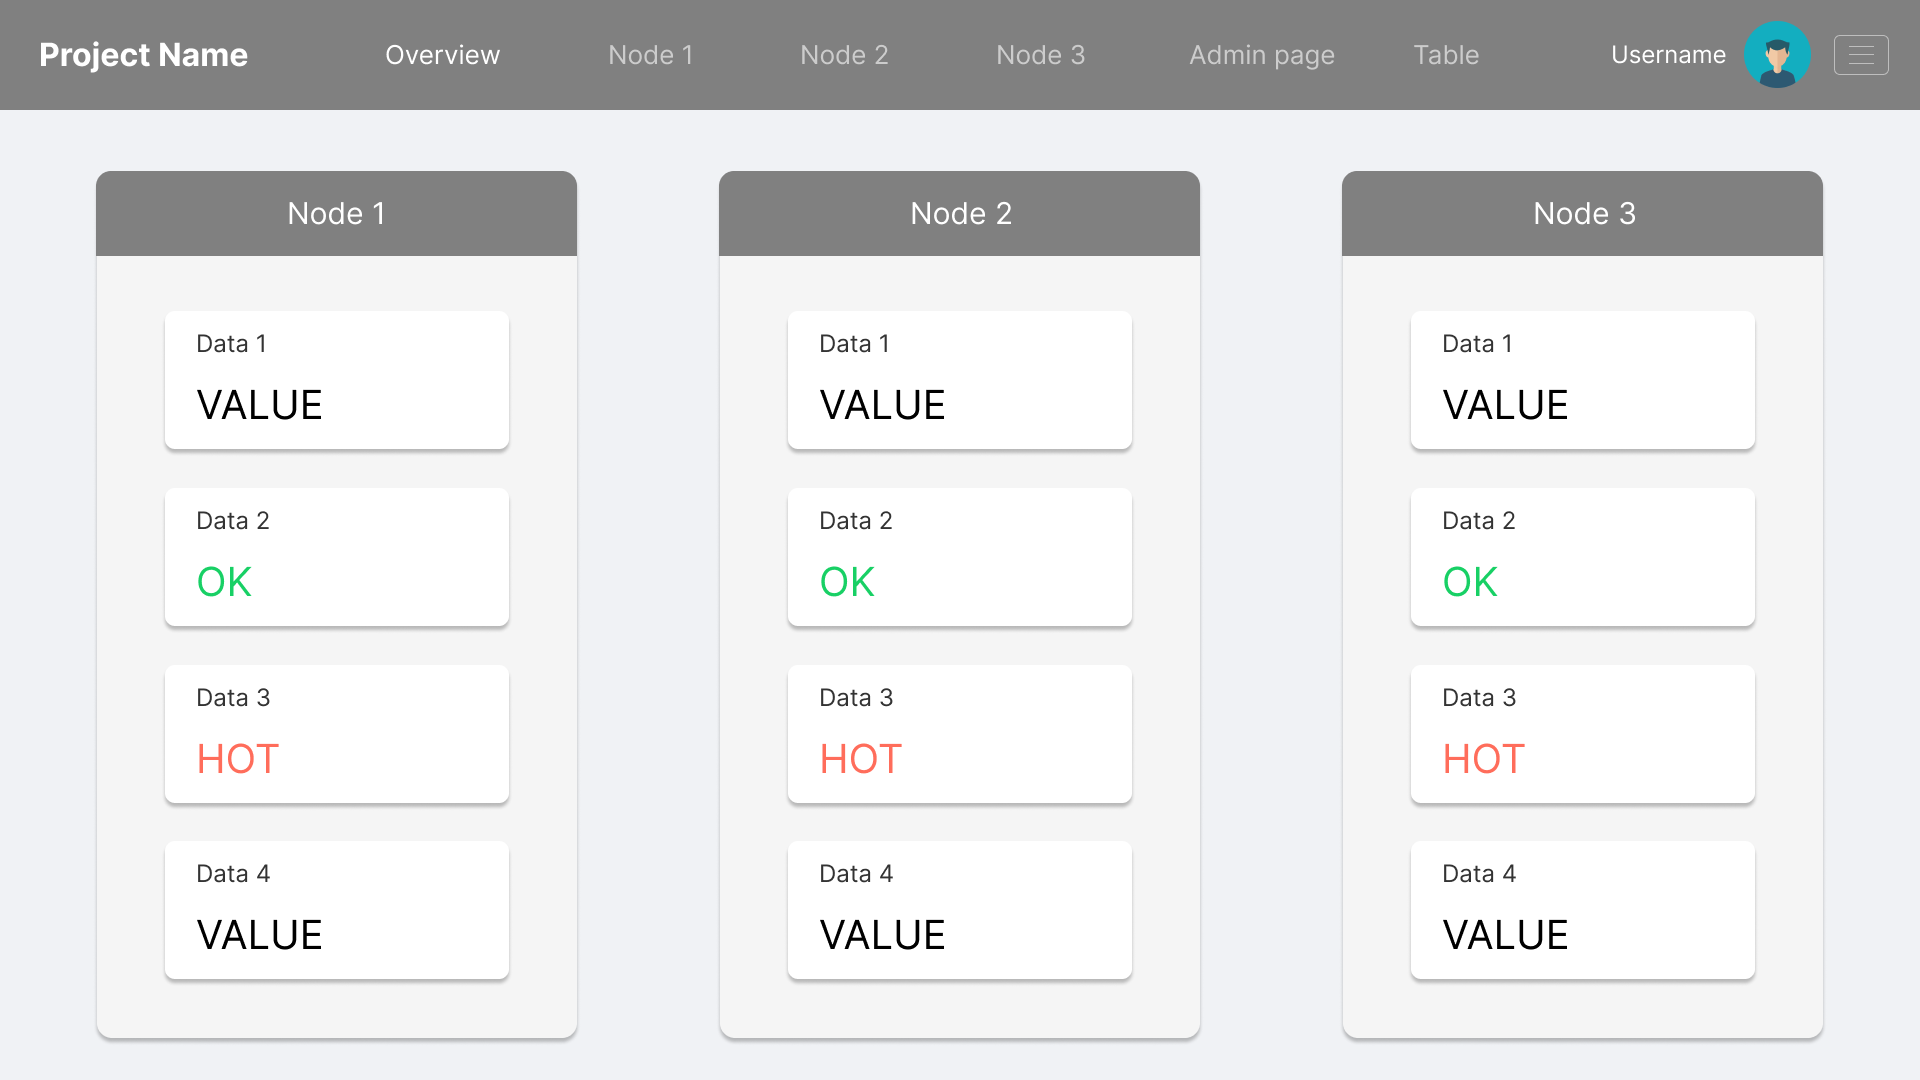 Project Name Overview Node 1 Node 2 Node 3 Admin page Table Username
Node 1
Data 1
VALUE
Data 2
OK
Data 3
HOT
Data 4
VALUE
Node 2
Data 1
VALUE
Data 2
OK
Data 3
HOT
Data 4
VALUE
Node 3
Data 1
VALUE
Data 2
OK
Data 3
HOT
Data 4
VALUE